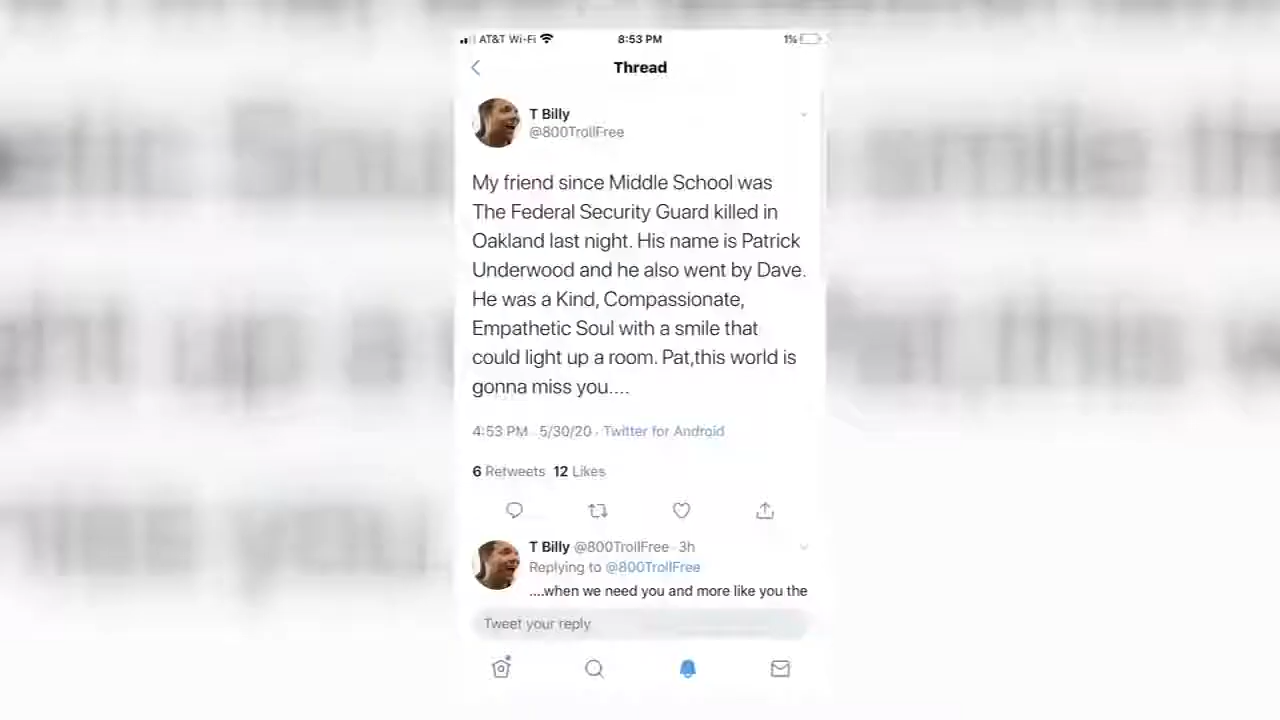 AT&T Wi-Fi 8:53 PM 1%
Thread
T Billy
@800TrollFree
My friend since Middle School was
The Federal Security Guard killed in
Oakland last night. His name is Patrick
Underwood and he also went by Dave.
He was a Kind, Compassionate,
Empathetic Soul with a smile that
could light up a room. Pat,this world is
gonna miss you....
4:53 PM · 5/30/20 · Twitter for Android
6 Retweets 12 Likes
T Billy @800TrollFree · 3h
Replying to @800TrollFree
....when we need you and more like you the
Tweet your reply